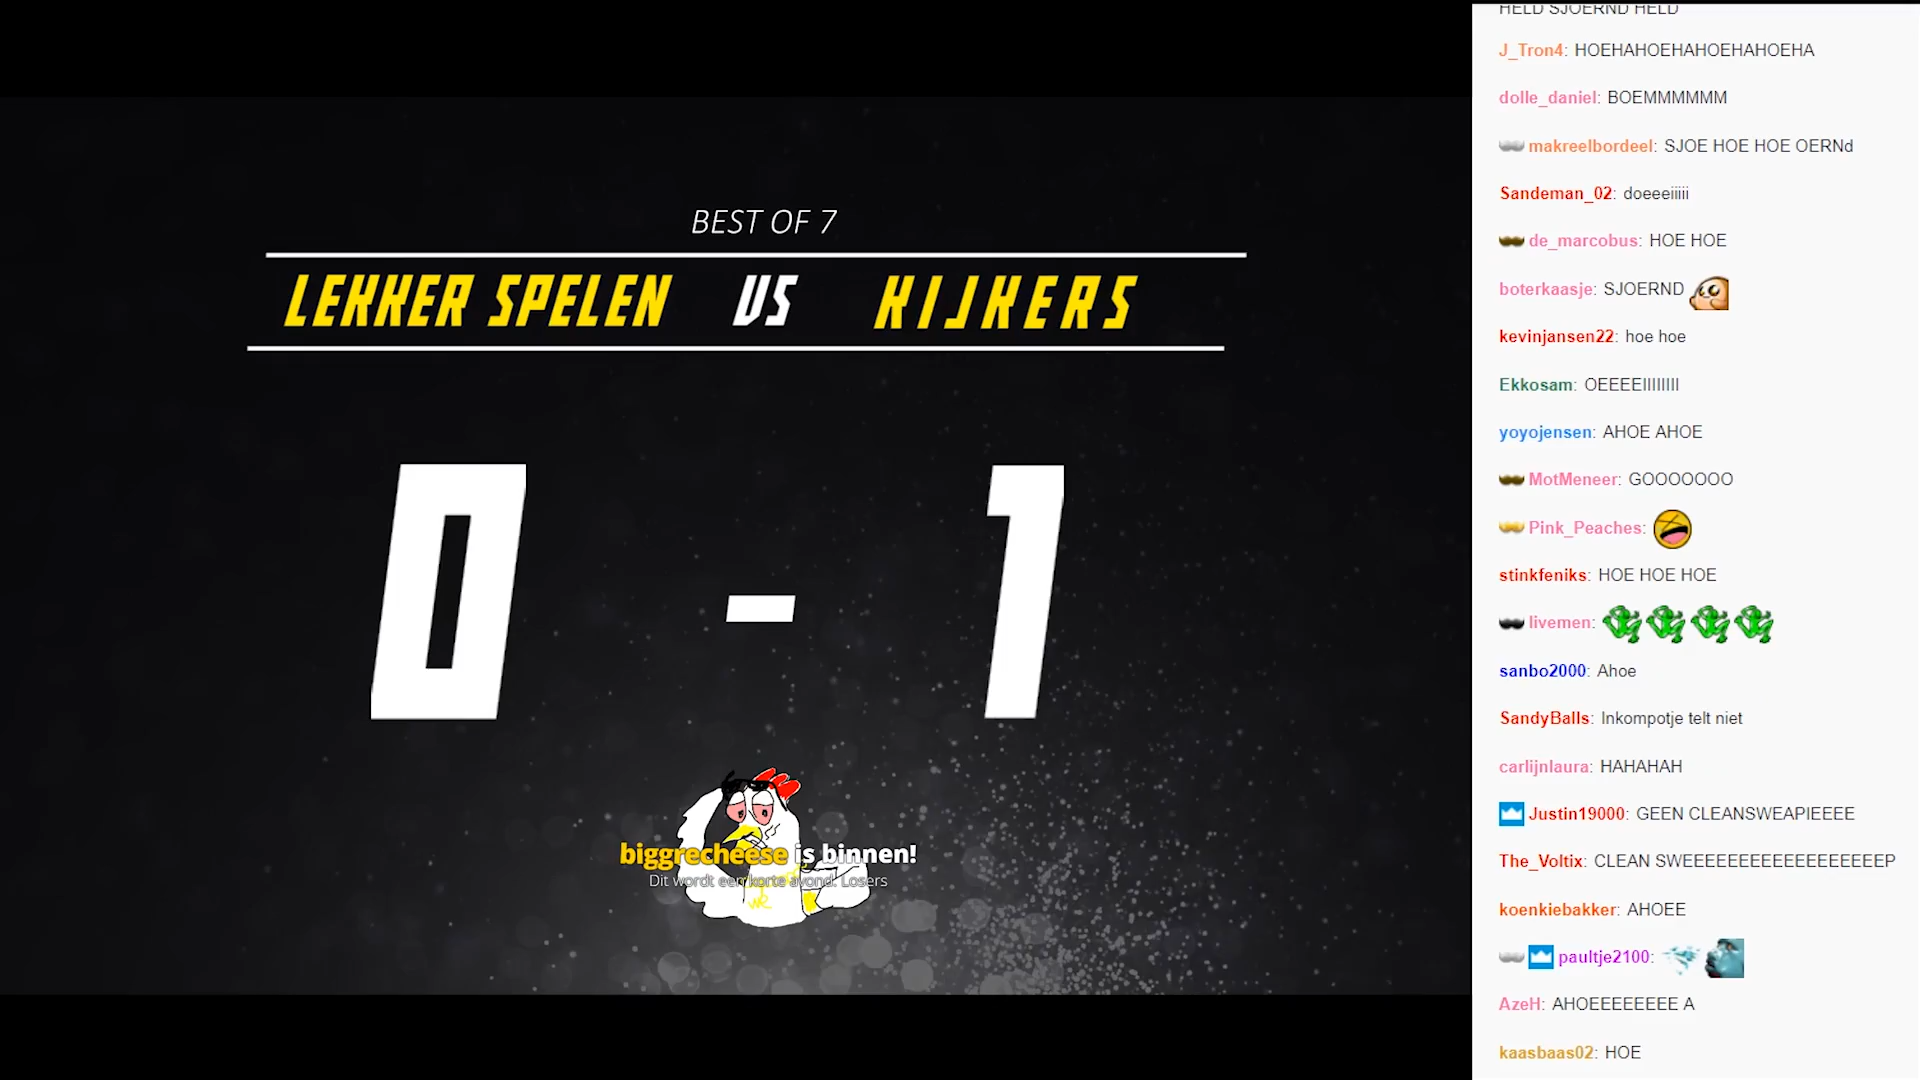 BEST OF 7
LEKKER SPELEN VS KIJKERS
0 - 1
biggrecheese is binnen!
Dit wordt een korte avond. Losers
HELD SJOERND HELD
J_Tron4: HOEHAHOEHAHOEHAHOEHA
dolle_daniel: BOEMMMMMM
makreelbordeel: SJOE HOE HOE OERNd
Sandeman_02: doeeeiiiii
de_marcobus: HOE HOE
boterkaasje: SJOERND
kevinjansen22: hoe hoe
Ekkosam: OEEEEIIIIIIII
yoyojensen: AHOE AHOE
MotMeneer: GOOOOOOO
Pink_Peaches:
stinkfeniks: HOE HOE HOE
livemen:
sanbo2000: Ahoe
SandyBalls: Inkompotje telt niet
carlijnlaura: HAHAHAH
Justin19000: GEEN CLEANSWEAPIEEEE
The_Voltix: CLEAN SWEEEEEEEEEEEEEEEEEEP
koenkiebakker: AHOEE
paultje2100:
AzeH: AHOEEEEEEEE A
kaasbaas02: HOE